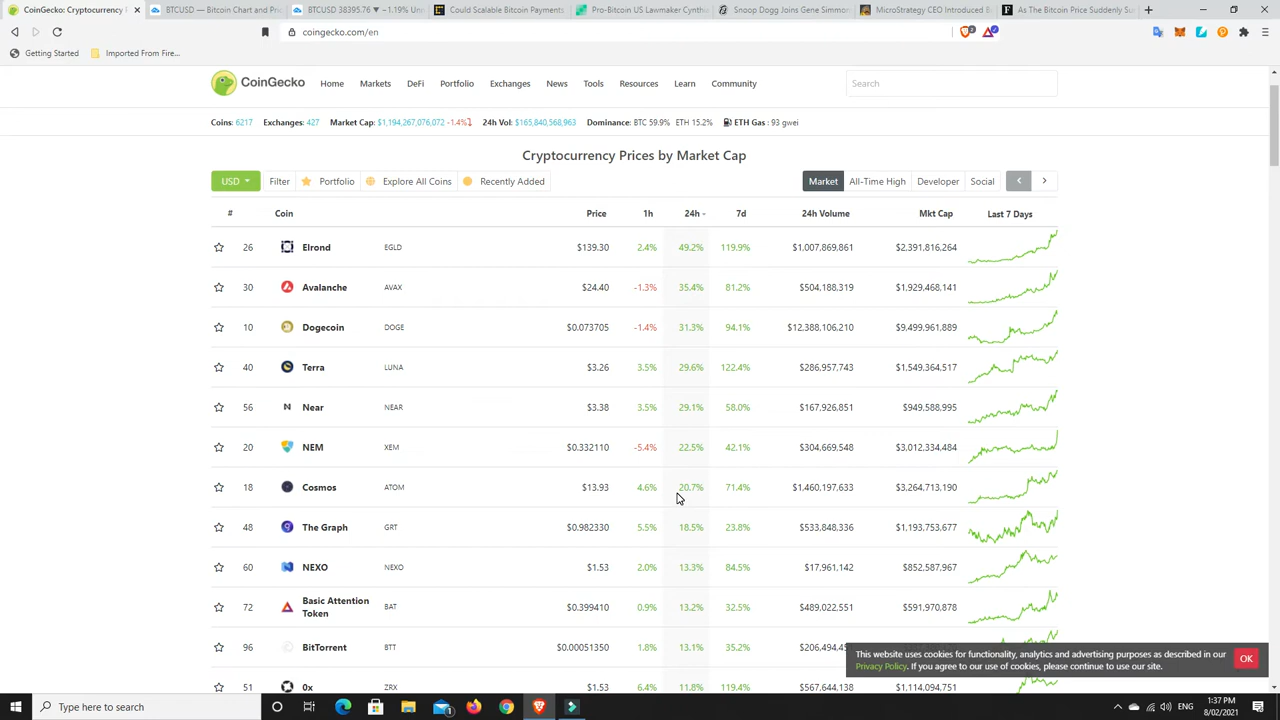 CoinGecko: Cryptocurrency P
BTCUSD — Bitcoin Chart and Pri
BTCUSD 38395.76 ▼ −1.19% Un
Could Scalable Bitcoin Payments
Pro-Bitcoin US Lawmaker Cynthia
Snoop Dogg Joins Gene Simmon
MicroStrategy CEO Introduced B
As The Bitcoin Price Suddenly Su
coingecko.com/en
Getting Started
Imported From Fire...
CoinGecko
Home
Markets
DeFi
Portfolio
Exchanges
News
Tools
Resources
Learn
Community
Search
Coins: 6217 Exchanges: 427 Market Cap: $1,194,267,076,072 -1.4% 24h Vol: $165,840,568,963 Dominance: BTC 59.9% ETH 15.2% ETH Gas: 93 gwei
Cryptocurrency Prices by Market Cap
USD Filter Portfolio Explore All Coins Recently Added Market All-Time High Developer Social
# Coin Price 1h 24h 7d 24h Volume Mkt Cap Last 7 Days
26 Elrond EGLD $139.30 2.4% 49.2% 119.9% $1,007,869,861 $2,391,816,264
30 Avalanche AVAX $24.40 -1.3% 35.4% 81.2% $504,188,319 $1,929,468,141
10 Dogecoin DOGE $0.073705 -1.4% 31.3% 94.1% $12,388,106,210 $9,499,961,889
40 Terra LUNA $3.26 3.5% 29.6% 122.4% $286,957,743 $1,549,364,517
56 Near NEAR $3.38 3.5% 29.1% 58.0% $167,926,851 $949,588,995
20 NEM XEM $0.332110 -5.4% 22.5% 42.1% $304,669,548 $3,012,334,484
18 Cosmos ATOM $13.93 4.6% 20.7% 71.4% $1,460,197,633 $3,264,713,190
48 The Graph GRT $0.982330 5.5% 18.5% 23.8% $533,848,336 $1,193,753,677
60 NEXO NEXO $1.53 2.0% 13.3% 84.5% $17,961,142 $852,587,967
72 Basic Attention Token BAT $0.399410 0.9% 13.2% 32.5% $489,022,551 $591,970,878
96 BitTorrent BTT $0.00051350 1.8% 13.1% 35.2% $206,494,4
51 0x ZRX $1.53 6.4% 11.8% 119.4% $567,644,138 $1,114,094,751
This website uses cookies for functionality, analytics and advertising purposes as described in our
Privacy Policy. If you agree to our use of cookies, please continue to use our site.
OK
Type here to search
ENG
1:37 PM
8/02/2021